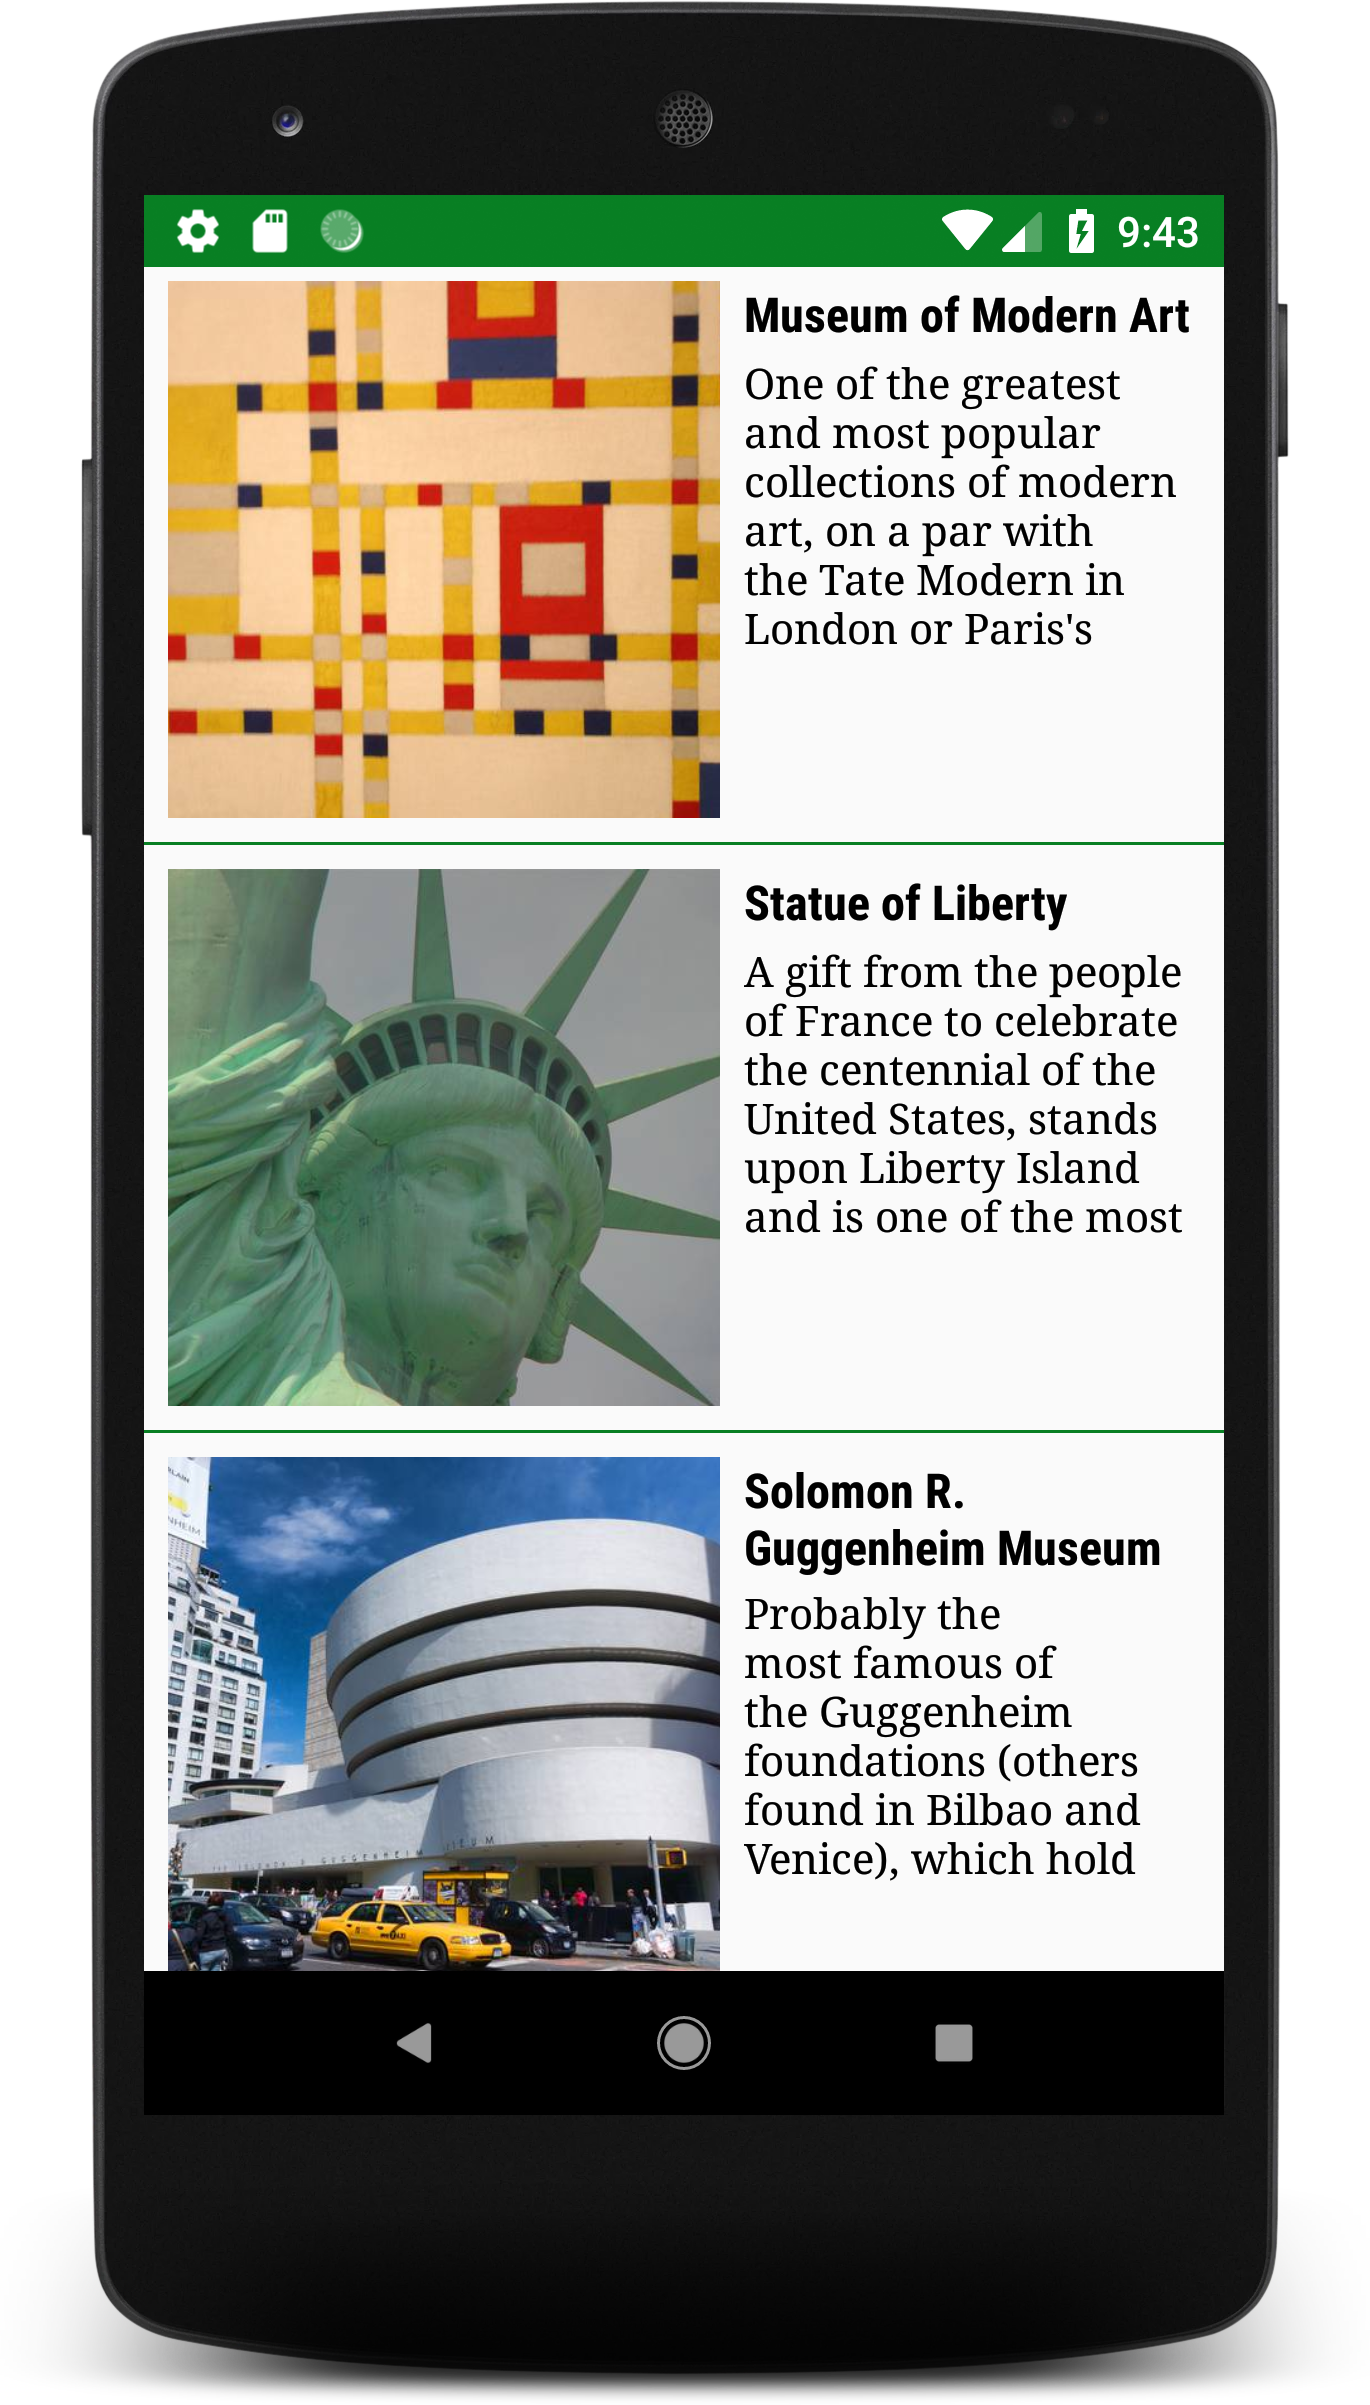 9:43
Museum of Modern Art
One of the greatest
and most popular
collections of modern
art, on a par with
the Tate Modern in
London or Paris's
Statue of Liberty
A gift from the people
of France to celebrate
the centennial of the
United States, stands
upon Liberty Island
and is one of the most
Solomon R.
Guggenheim Museum
Probably the
most famous of
the Guggenheim
foundations (others
found in Bilbao and
Venice), which hold